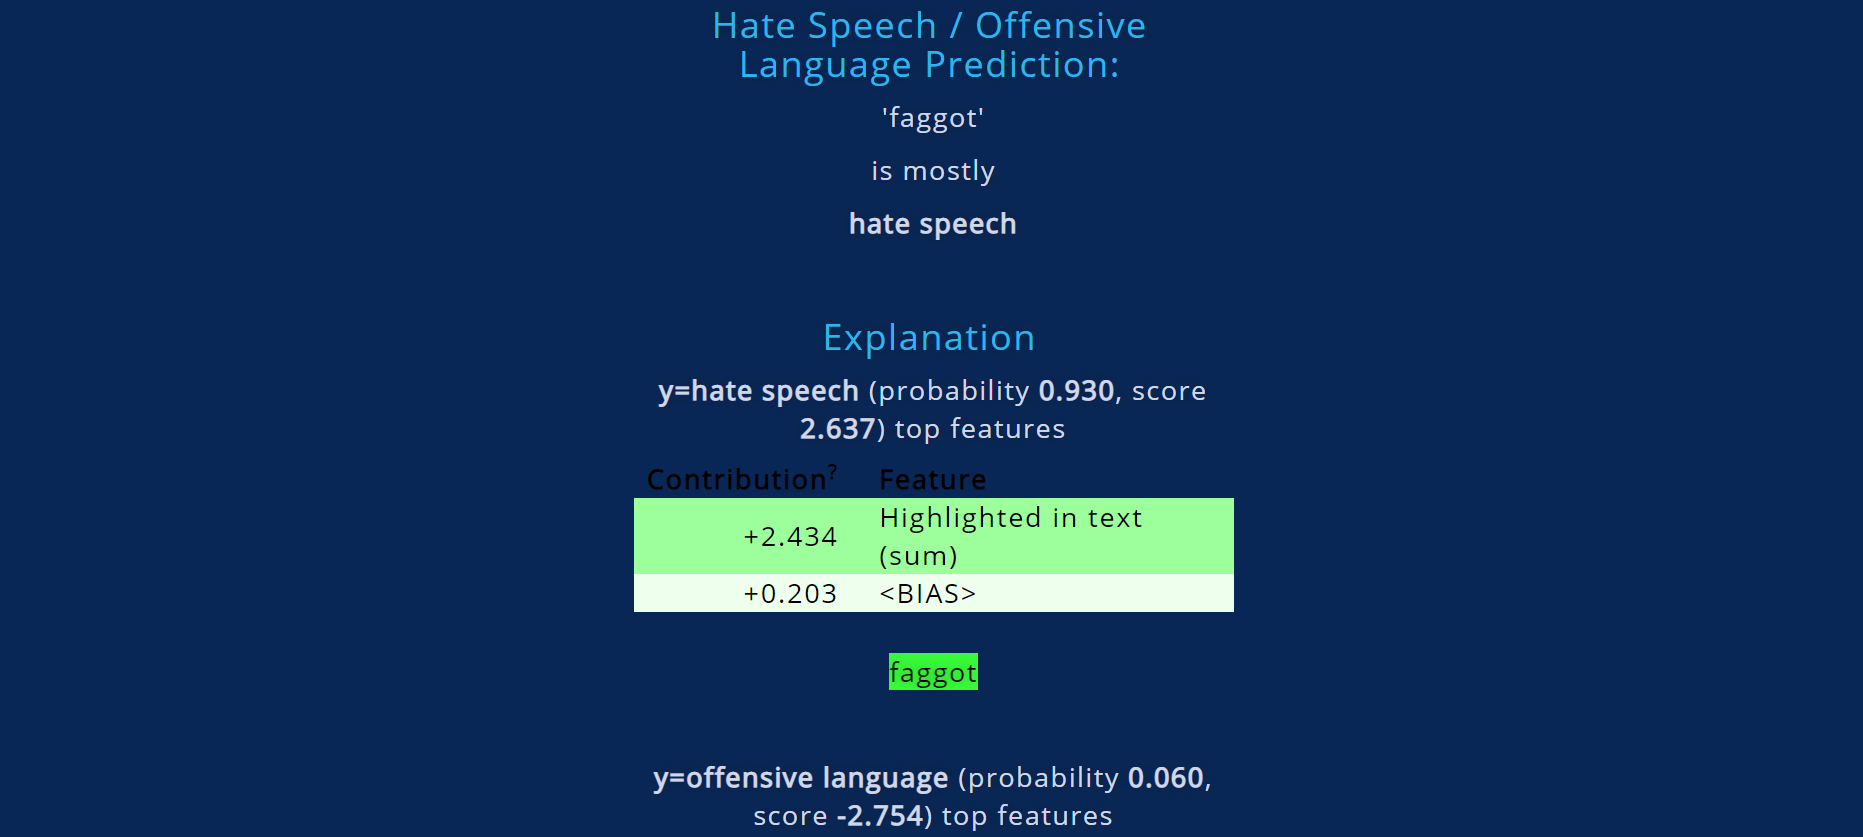 Hate Speech / Offensive
Language Prediction:
'faggot'
is mostly
hate speech
Explanation
y=hate speech (probability 0.930, score
2.637) top features
Contribution? Feature
+2.434 Highlighted in text
(sum)
+0.203 <BIAS>
faggot
y=offensive language (probability 0.060,
score -2.754) top features